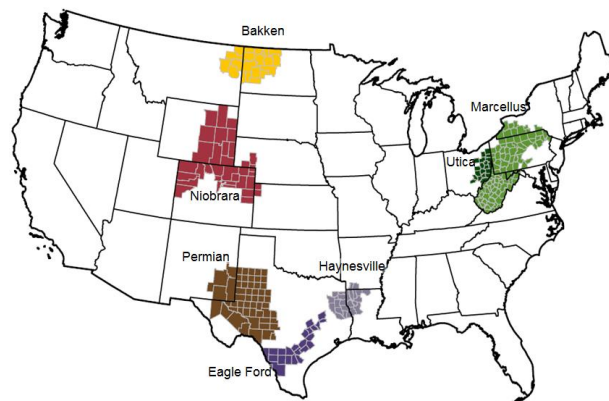 Bakken
Marcellus
Utica
Niobrara
Permian
Haynesville
Eagle Ford